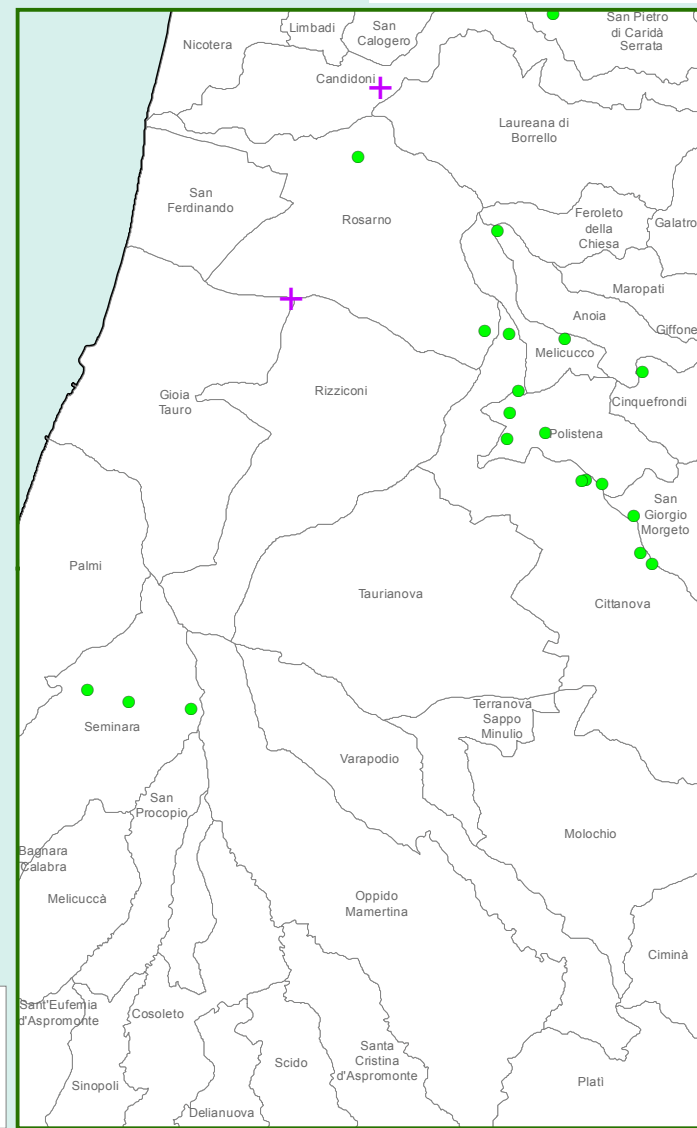 San Pietro
di Caridà
Serrata
Limbadi
San
Calogero
Nicotera
Candidoni
Laureana di
Borrello
San
Ferdinando
Rosarno
Feroleto
della
Chiesa
Galatro
Maropati
Anoia
Giffone
Melicucco
Gioia
Tauro
Rizziconi
Cinquefrondi
Polistena
San
Giorgio
Morgeto
Palmi
Taurianova
Cittanova
Seminara
Terranova
Sappo
Minulio
Varapodio
San
Procopio
Molochio
Bagnara
Calabra
Melicuccà
Oppido
Mamertina
Ciminà
Sant'Eufemia
d'Aspromonte
Cosoleto
Santa
Cristina
d'Aspromonte
Scido
Sinopoli
Platì
Delianuova